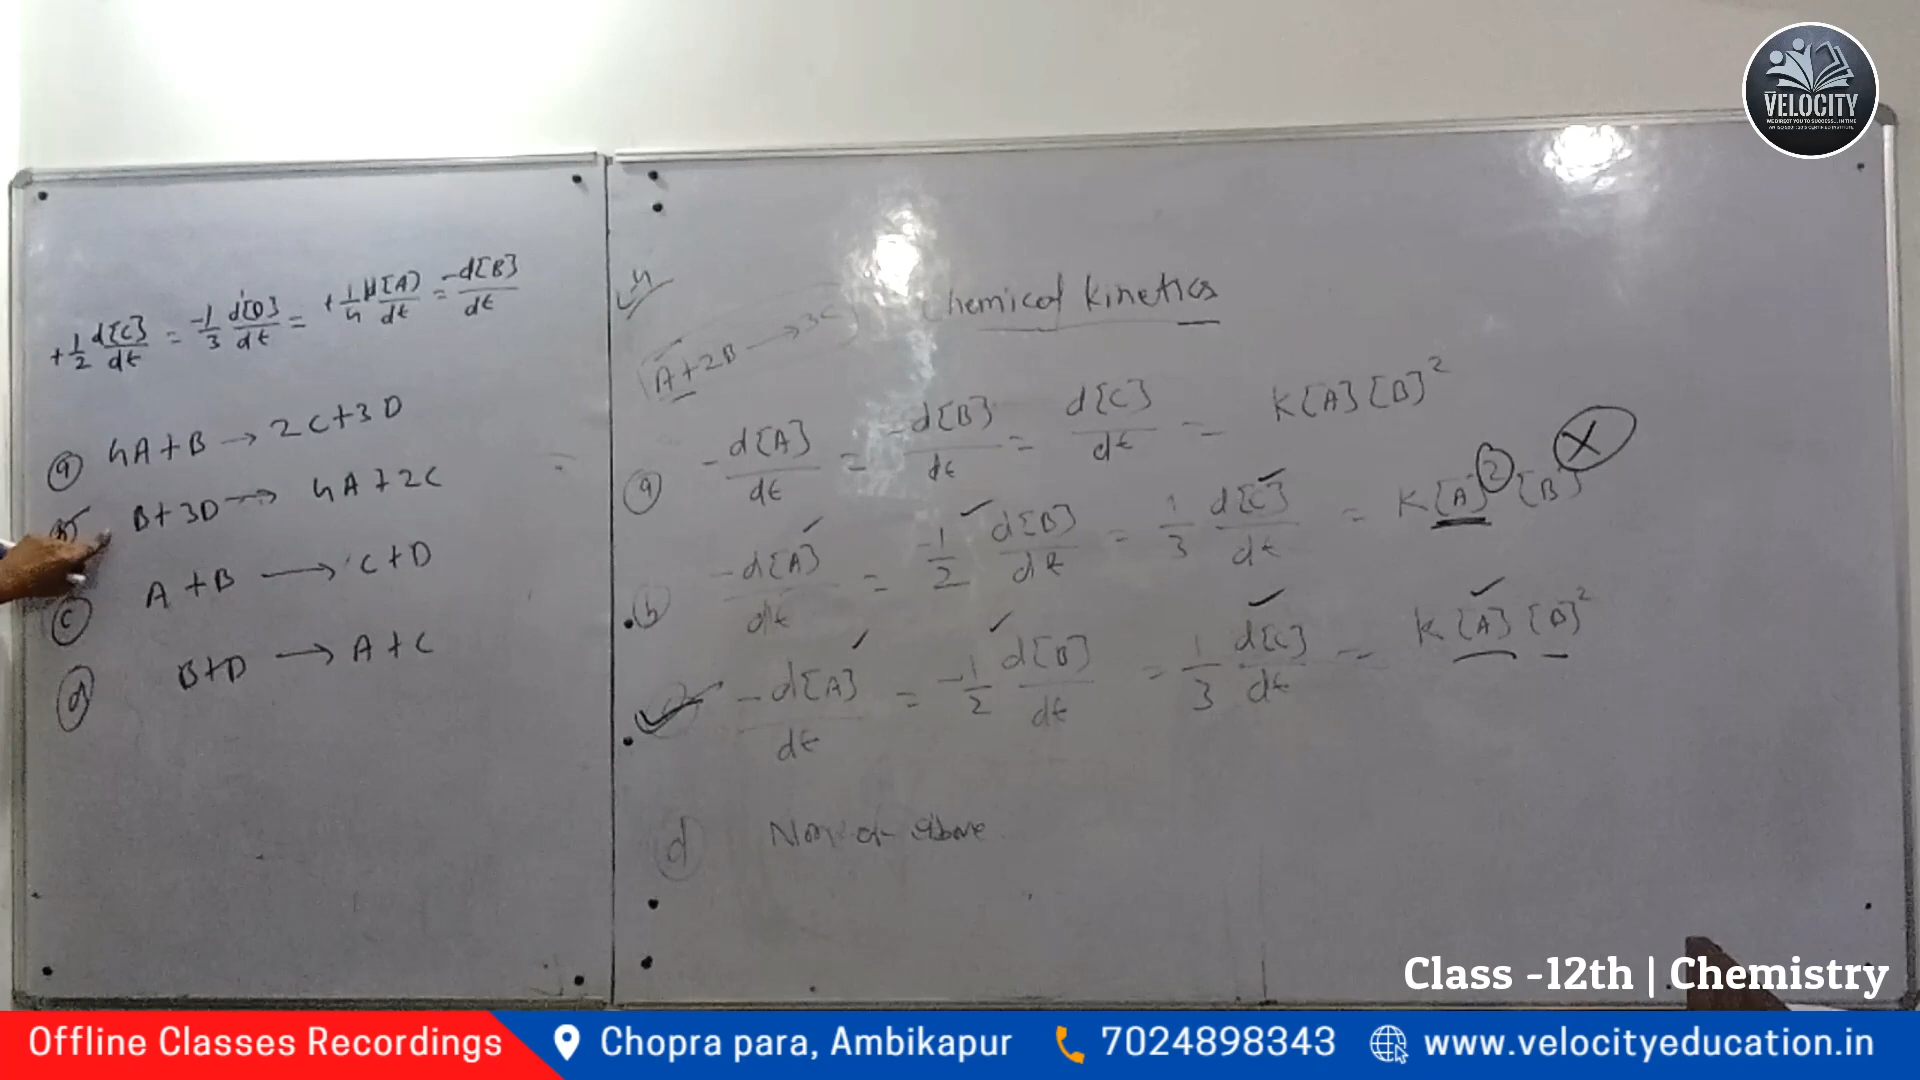 VELOCITY
+1/2 d[C]/dt = -1/3 d[D]/dt = +1/4 d[A]/dt = -d[B]/dt
(a) 4A+B → 2C+3D
(b) B+3D → 4A+2C
(c) A+B → C+D
(d) B+D → A+C
Chemical kinetics
A+2B → 3C
(a) -d[A]/dt = -d[B]/dt = d[C]/dt = K[A][B]²
(b) -d[A]/dt = -1/2 d[B]/dt = 1/3 d[C]/dt = K[A]²[B] X
-d[A]/dt = -1/2 d[B]/dt = 1/3 d[C]/dt = K[A][B]²
d of above
Class -12th | Chemistry
Offline Classes Recordings
Chopra para, Ambikapur
7024898343
www.velocityeducation.in